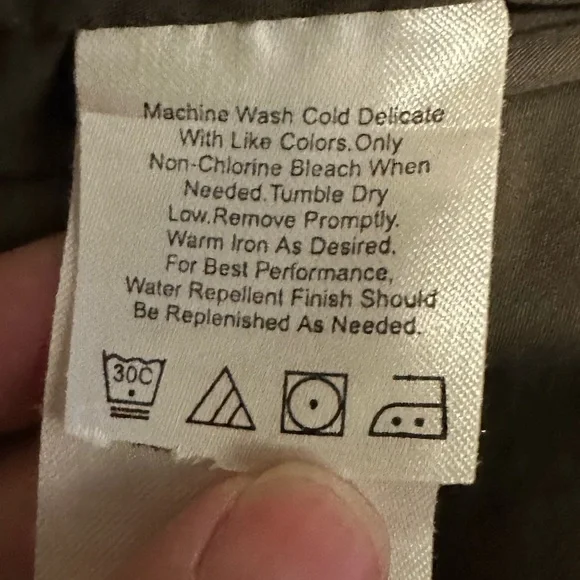 Machine Wash Cold Delicate
With Like Colors.Only
Non-Chlorine Bleach When
Needed.Tumble Dry
Low.Remove Promptly.
Warm Iron As Desired.
For Best Performance,
Water Repellent Finish Should
Be Replenished As Needed.
30C